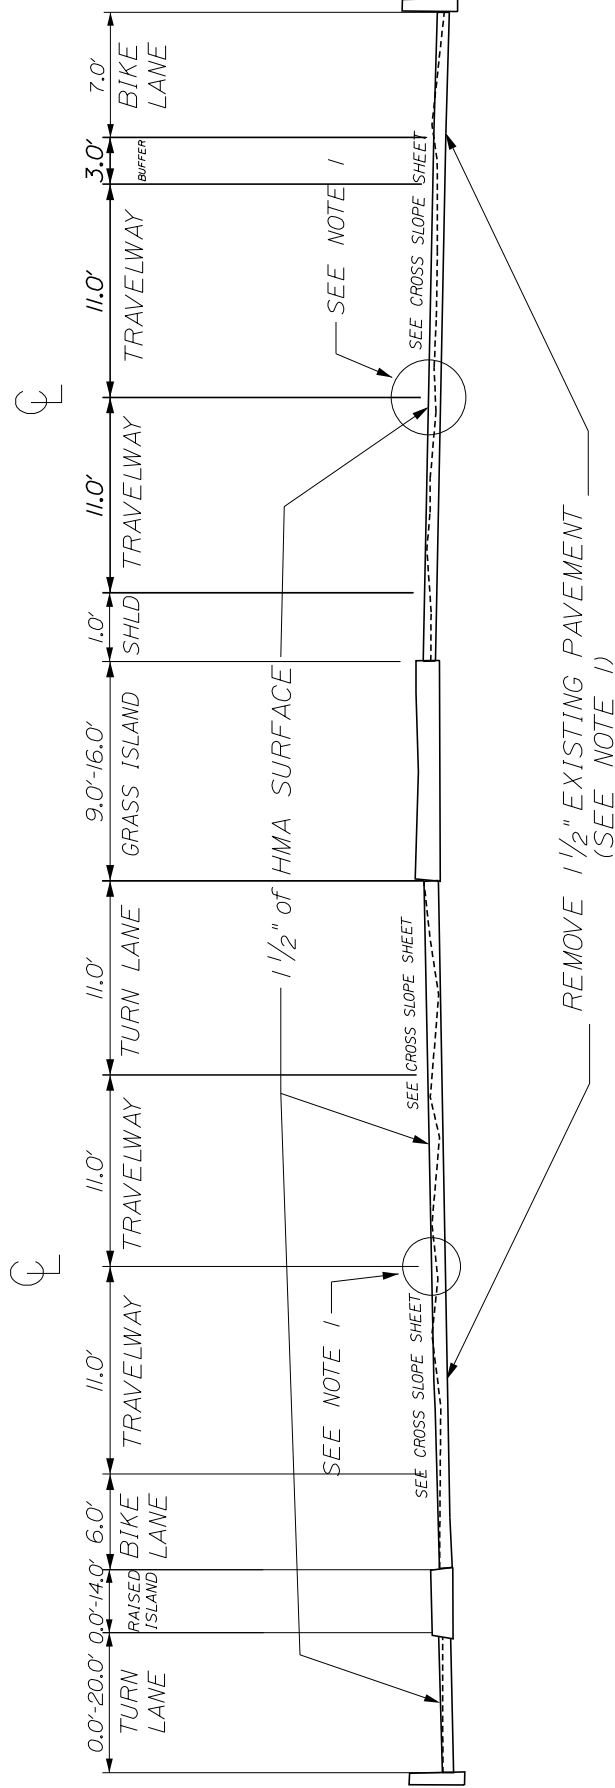 ℄
℄
0.0'-20.0'
0.0'-14.0'
6.0'
11.0'
11.0'
11.0'
9.0'-16.0'
1.0'
11.0'
11.0'
3.0'
7.0'
TURN
LANE
RAISED
ISLAND
BIKE
LANE
TRAVELWAY
TRAVELWAY
TURN LANE
GRASS ISLAND
SHLD
TRAVELWAY
TRAVELWAY
BUFFER
BIKE
LANE
1 1/2" of HMA SURFACE
SEE NOTE 1
SEE NOTE 1
SEE CROSS SLOPE SHEET
SEE CROSS SLOPE SHEET
SEE CROSS SLOPE SHEET
REMOVE 1 1/2" EXISTING PAVEMENT
(SEE NOTE 1)